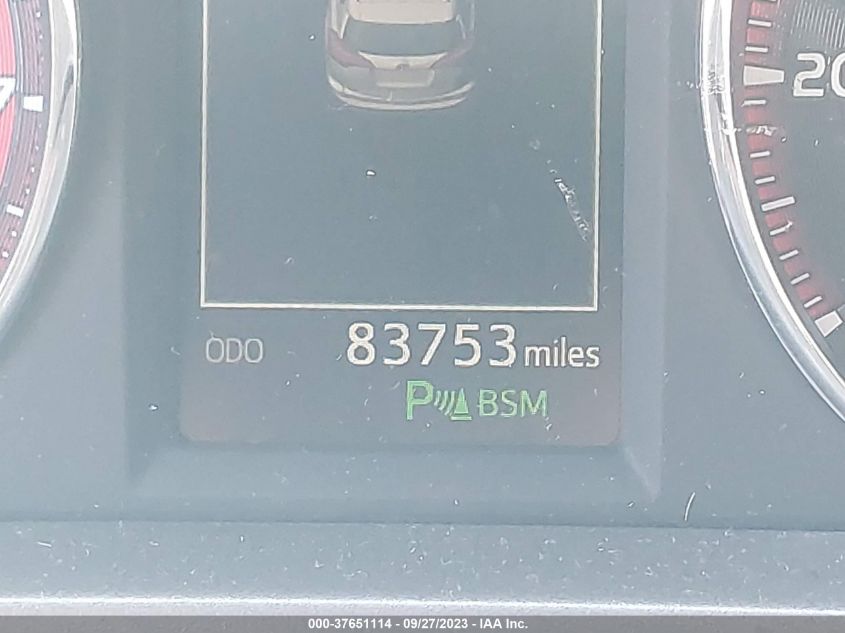 20
ODO 83753 miles
P BSM
000-37651114 - 09/27/2023 - IAA Inc.